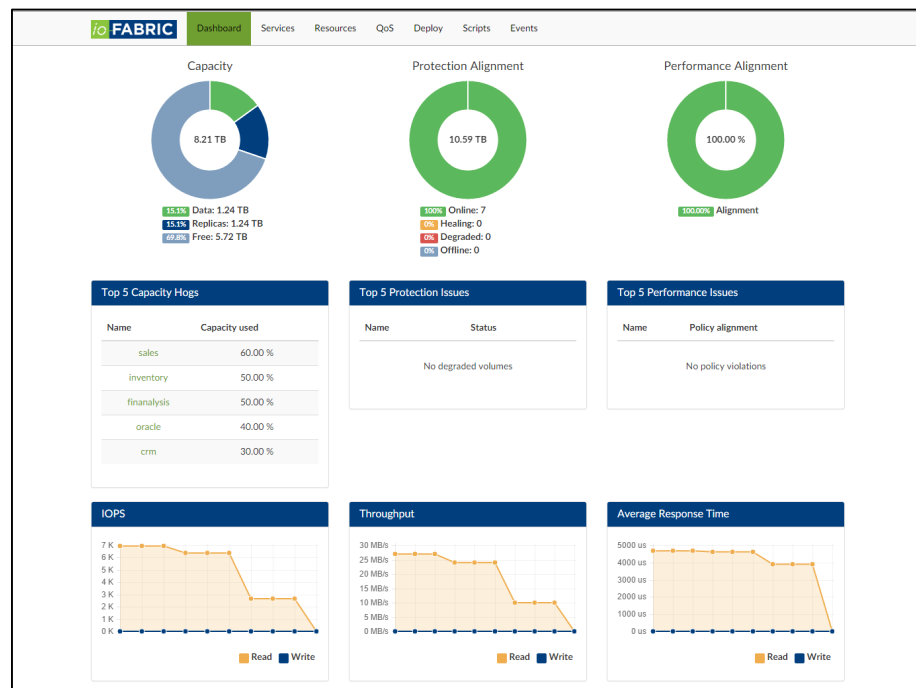 io FABRIC Dashboard Services Resources QoS Deploy Scripts Events
Capacity
8.21 TB
15.1% Data: 1.24 TB
15.1% Replicas: 1.24 TB
69.8% Free: 5.72 TB
Protection Alignment
10.59 TB
100% Online: 7
0% Healing: 0
0% Degraded: 0
0% Offline: 0
Performance Alignment
100.00 %
100.00% Alignment
Top 5 Capacity Hogs
Name Capacity used
sales 60.00 %
inventory 50.00 %
finanalysis 50.00 %
oracle 40.00 %
crm 30.00 %
Top 5 Protection Issues
Name Status
No degraded volumes
Top 5 Performance Issues
Name Policy alignment
No policy violations
IOPS
7 K
6 K
5 K
4 K
3 K
2 K
1 K
0 K
Read Write
Throughput
30 MB/s
25 MB/s
20 MB/s
15 MB/s
10 MB/s
5 MB/s
0 MB/s
Read Write
Average Response Time
5000 us
4000 us
3000 us
2000 us
1000 us
0 us
Read Write